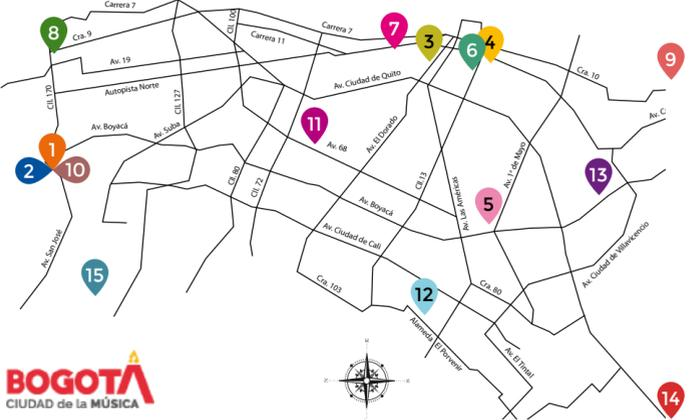 Carrera 7
Cra. 9
Av. 19
Autopista Norte
Cll. 170
Cll. 127
Cll. 100
Carrera 7
Carrera 11
Av. Ciudad de Quito
Av. Boyacá
Av. Suba
Av. 68
Av. El Dorado
Cll. 80
Cll. 72
Cll.13
Av. Las Américas
Av. 1º de Mayo
Cra. 10
Av. C
Av. Boyacá
Av. Ciudad de Cali
Cra. 103
Cra. 80
Av. Ciudad de Villavicencio
Alameda El Porvenir
Av. El Tintal
Av. San José
8
7
3
6
4
9
11
1
2
10
13
5
15
12
14
BOGOTÁ
CIUDAD de la MÚSICA